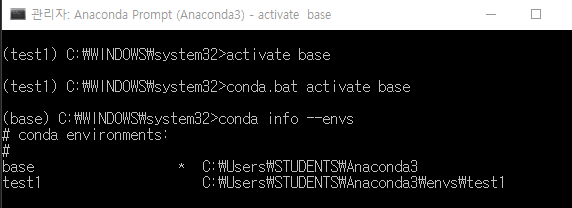 관리자: Anaconda Prompt (Anaconda3) - activate base
(test1) C:₩WINDOWS₩system32>activate base
(test1) C:₩WINDOWS₩system32>conda.bat activate base
(base) C:₩WINDOWS₩system32>conda info --envs
# conda environments:
#
base * C:₩Users₩STUDENTS₩Anaconda3
test1 C:₩Users₩STUDENTS₩Anaconda3₩envs₩test1